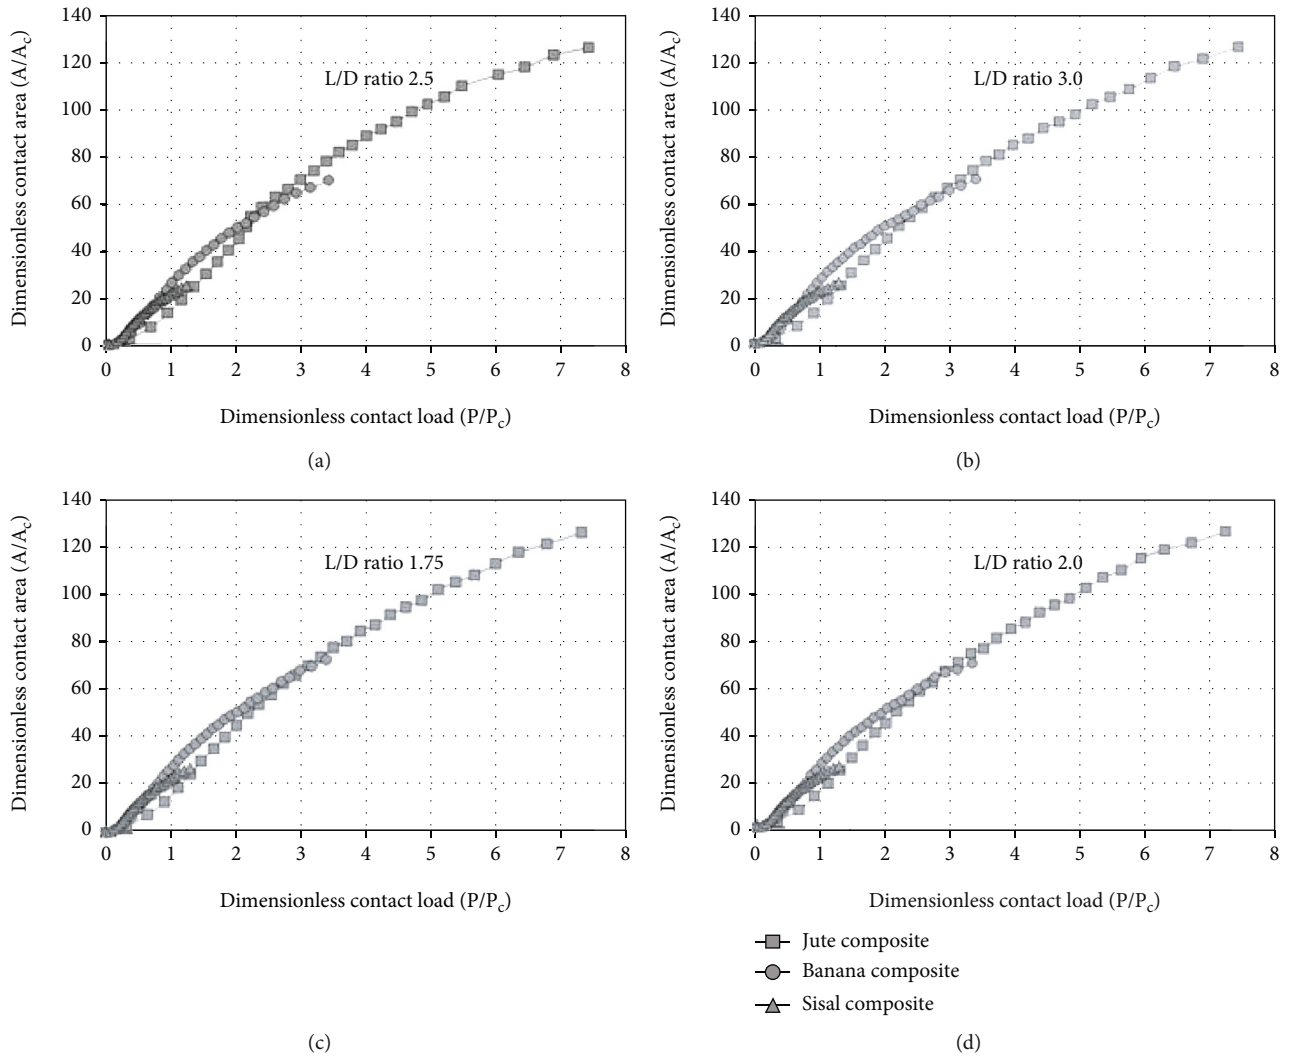 140
120
100
80
60
40
20
0
Dimensionless contact area (A/Ac)
L/D ratio 2.5
0 1 2 3 4 5 6 7 8
Dimensionless contact load (P/Pc)
(a)
140
120
100
80
60
40
20
0
Dimensionless contact area (A/Ac)
L/D ratio 3.0
0 1 2 3 4 5 6 7 8
Dimensionless contact load (P/Pc)
(b)
140
120
100
80
60
40
20
0
Dimensionless contact area (A/Ac)
L/D ratio 1.75
0 1 2 3 4 5 6 7 8
Dimensionless contact load (P/Pc)
(c)
140
120
100
80
60
40
20
0
Dimensionless contact area (A/Ac)
L/D ratio 2.0
0 1 2 3 4 5 6 7 8
Dimensionless contact load (P/Pc)
Jute composite
Banana composite
Sisal composite
(d)